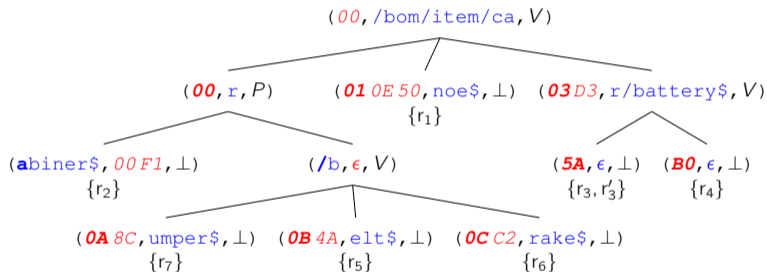 (00,/bom/item/ca,V)
(00,r,P) (01 0E 50,noe$,⊥) (03 D3,r/battery$,V)
{r₁}
(abiner$,00 F1,⊥) (/b,ϵ,V) (5A,ϵ,⊥) (B0,ϵ,⊥)
{r₂} {r₃,r₃′} {r₄}
(0A 8C,umper$,⊥) (0B 4A,elt$,⊥) (0C C2,rake$,⊥)
{r₇} {r₅} {r₆}